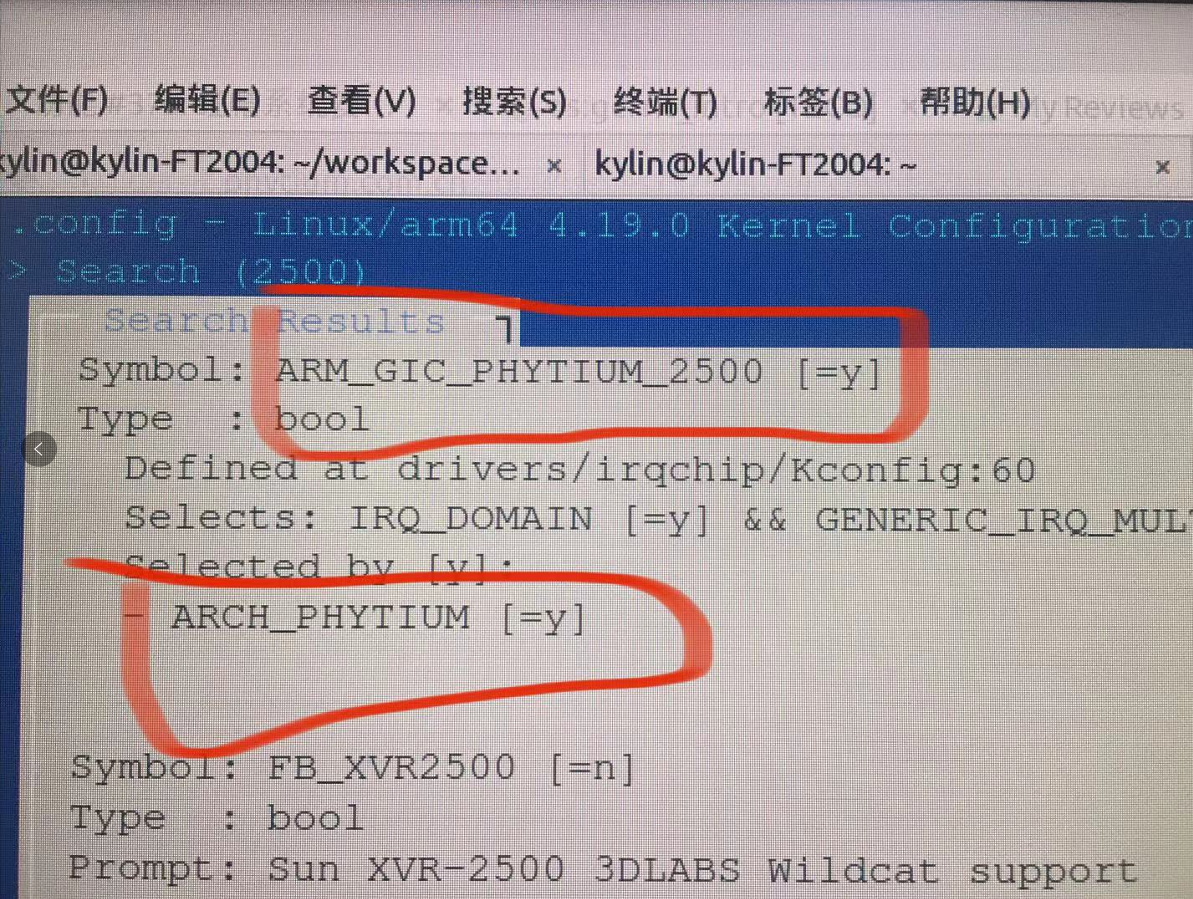 文件(F) 编辑(E) 查看(V) 搜索(S) 终端(T) 标签(B) 帮助(H) Reviews
kylin@kylin-FT2004: ~/workspace... × kylin@kylin-FT2004: ~ ×
.config - Linux/arm64 4.19.0 Kernel Configuration
> Search (2500)
Search Results
Symbol: ARM_GIC_PHYTIUM_2500 [=y]
Type : bool
Defined at drivers/irqchip/Kconfig:60
Selects: IRQ_DOMAIN [=y] && GENERIC_IRQ_MUL
Selected by [y]:
- ARCH_PHYTIUM [=y]
Symbol: FB_XVR2500 [=n]
Type : bool
Prompt: Sun XVR-2500 3DLABS Wildcat support